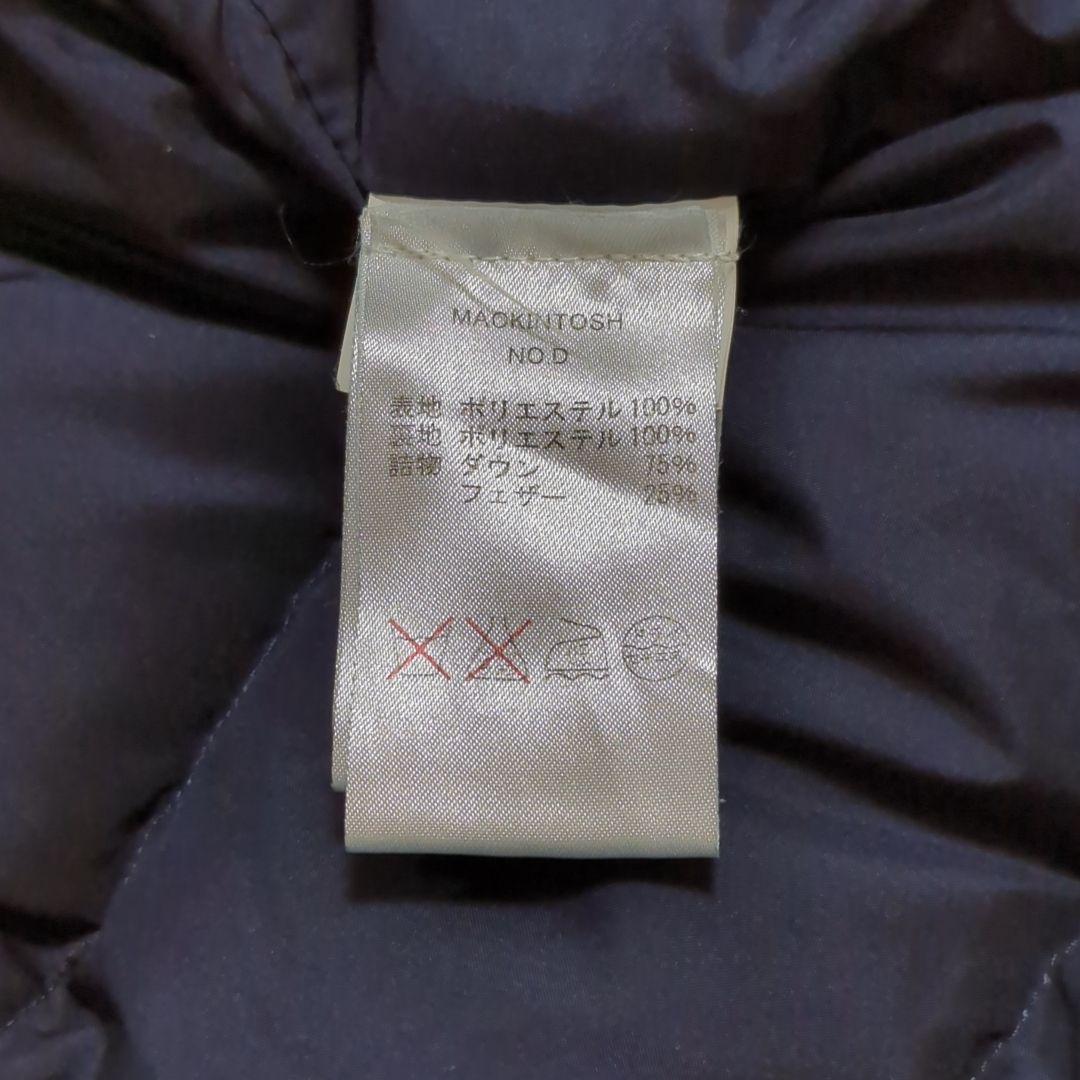 MACKINTOSH
NO.D
表地 ポリエステル 100%
裏地 ポリエステル 100%
詰物 ダウン 75%
フェザー 25%